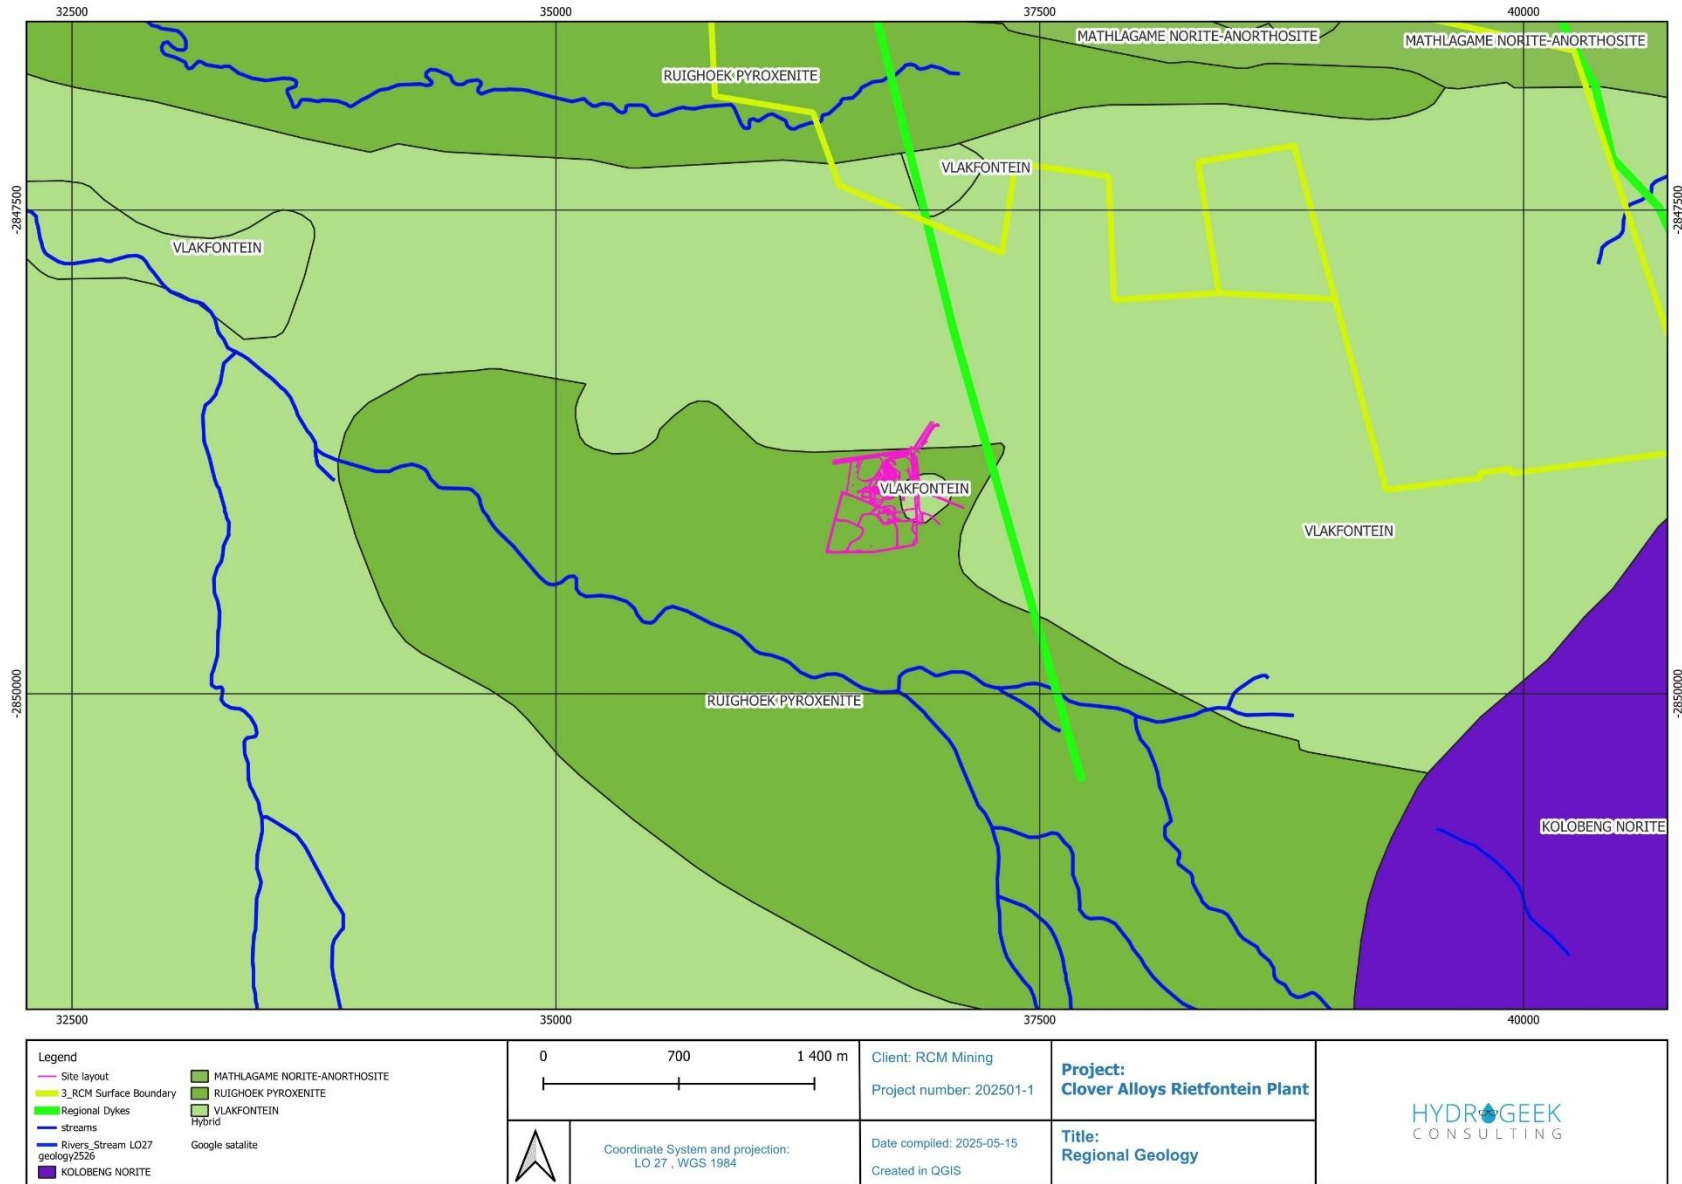 32500
35000
37500
40000
MATHLAGAME NORITE-ANORTHOSITE
MATHLAGAME NORITE-ANORTHOSITE
RUIGHOEK PYROXENITE
VLAKFONTEIN
-2847500
-2847500
VLAKFONTEIN
VLAKFONTEIN
VLAKFONTEIN
-2850000
-2850000
RUIGHOEK PYROXENITE
KOLOBENG NORITE
32500
35000
37500
40000
Legend
Site layout
3_RCM Surface Boundary
Regional Dykes
streams
Rivers_Stream LO27
geology2526
KOLOBENG NORITE
MATHLAGAME NORITE-ANORTHOSITE
RUIGHOEK PYROXENITE
VLAKFONTEIN
Hybrid
Google satalite
0 700 1 400 m
Coordinate System and projection:
LO 27 , WGS 1984
Client: RCM Mining
Project number: 202501-1
Date compiled: 2025-05-15
Created in QGIS
Project:
Clover Alloys Rietfontein Plant
Title:
Regional Geology
HYDROGEEK
CONSULTING